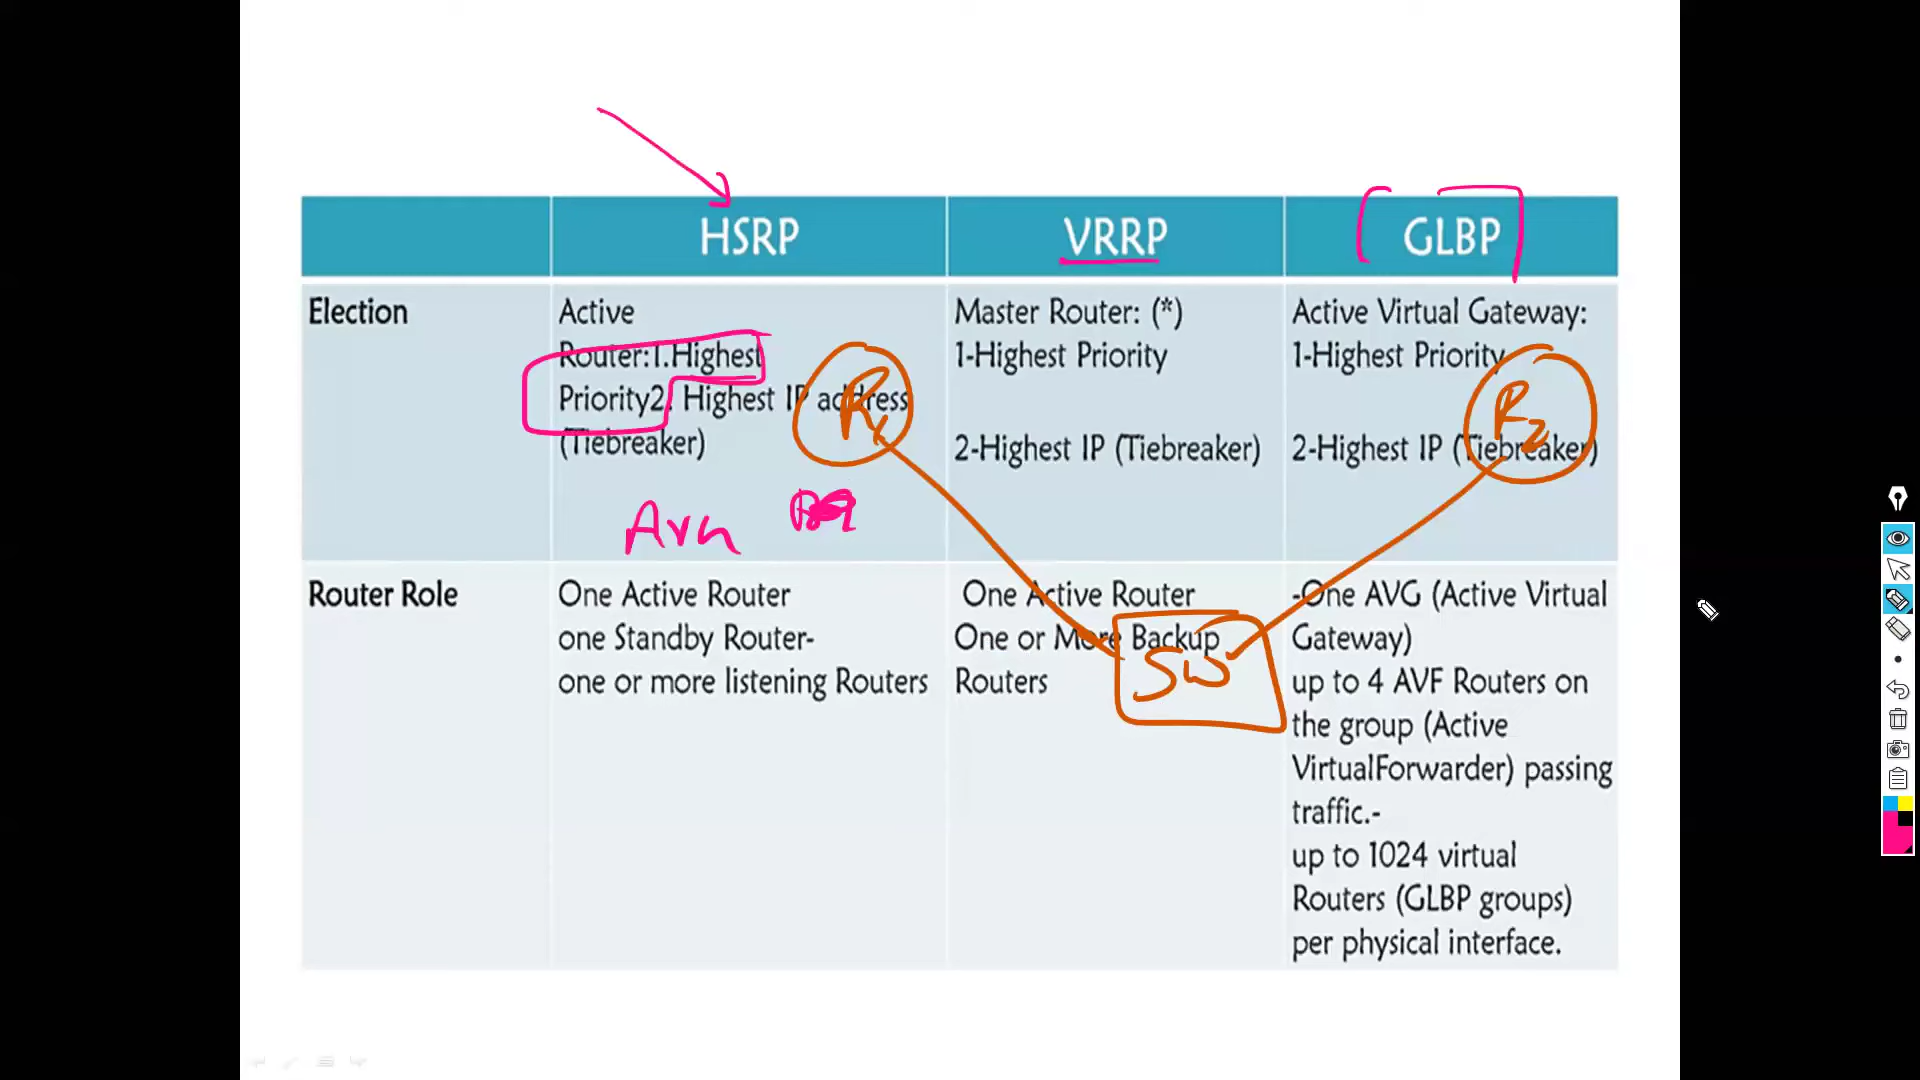 HSRP
VRRP
GLBP
Election
Active
Router:1.Highest
Priority2. Highest IP address
(Tiebreaker)
Master Router: (*)
1-Highest Priority
2-Highest IP (Tiebreaker)
Active Virtual Gateway:
1-Highest Priority
2-Highest IP (Tiebreaker)
R1
R2
Router Role
One Active Router
one Standby Router-
one or more listening Routers
One Active Router
One or More Backup
Routers
SW
-One AVG (Active Virtual
Gateway)
up to 4 AVF Routers on
the group (Active
VirtualForwarder) passing
traffic.-
up to 1024 virtual
Routers (GLBP groups)
per physical interface.